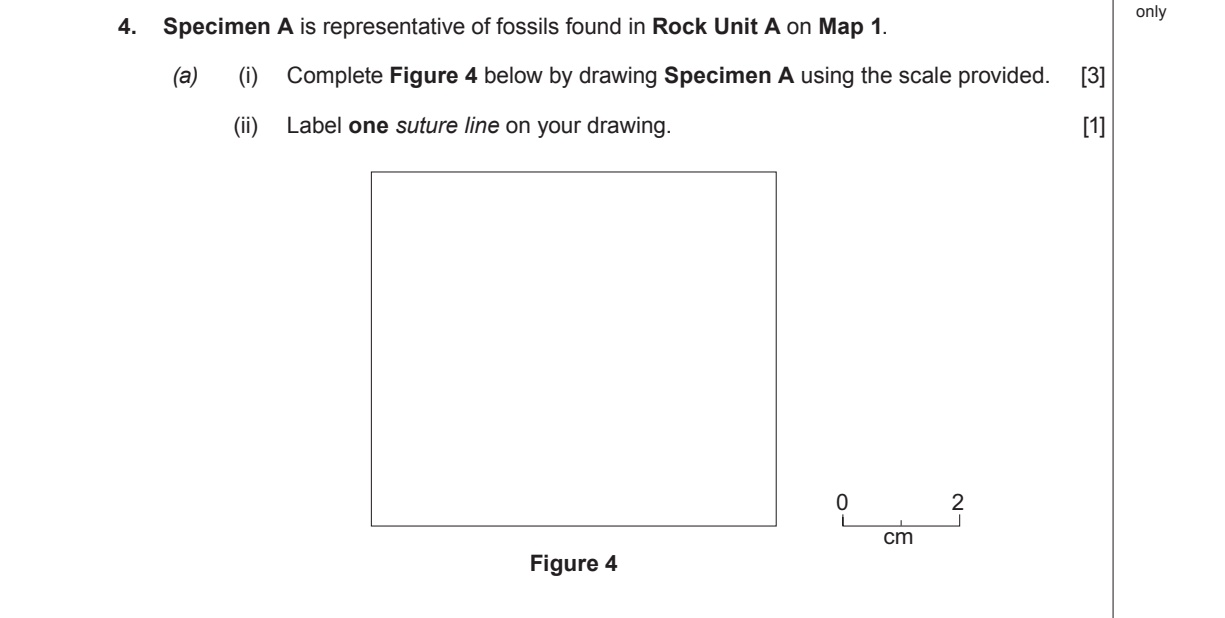 only
4. Specimen A is representative of fossils found in Rock Unit A on Map 1.
(a) (i) Complete Figure 4 below by drawing Specimen A using the scale provided. [3]
(ii) Label one suture line on your drawing. [1]
0 2
cm
Figure 4